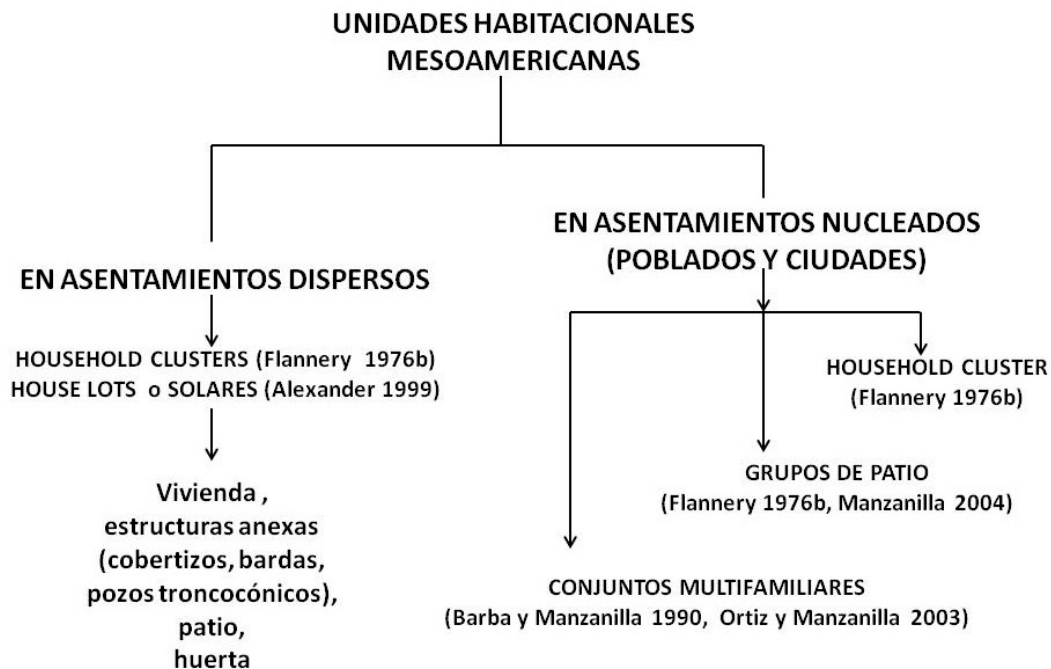 UNIDADES HABITACIONALES
MESOAMERICANAS
EN ASENTAMIENTOS DISPERSOS
HOUSEHOLD CLUSTERS (Flannery 1976b)
HOUSE LOTS o SOLARES (Alexander 1999)
Vivienda ,
estructuras anexas
(cobertizos, bardas,
pozos troncocónicos),
patio,
huerta
EN ASENTAMIENTOS NUCLEADOS
(POBLADOS Y CIUDADES)
HOUSEHOLD CLUSTER
(Flannery 1976b)
GRUPOS DE PATIO
(Flannery 1976b, Manzanilla 2004)
CONJUNTOS MULTIFAMILIARES
(Barba y Manzanilla 1990, Ortiz y Manzanilla 2003)